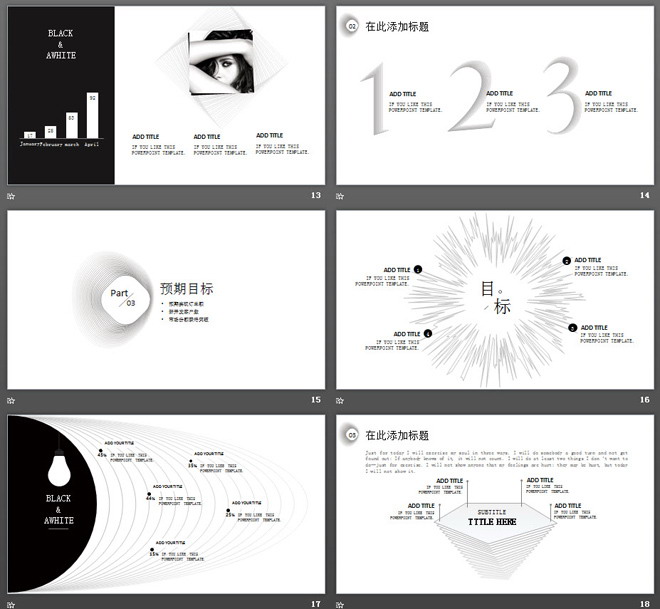 BLACK
&
AWHITE
17
28
60
92
January February march April
ADD TITLE
IF YOU LIKE THIS
POWERPOINT TEMPLATE.
ADD TITLE
IF YOU LIKE THIS
POWERPOINT TEMPLATE.
ADD TITLE
IF YOU LIKE THIS
POWERPOINT TEMPLATE.
13
02
在此添加标题
1
ADD TITLE
IF YOU LIKE THIS
POWERPOINT TEMPLATE.
2
ADD TITLE
IF YOU LIKE THIS
POWERPOINT TEMPLATE.
3
ADD TITLE
IF YOU LIKE THIS
POWERPOINT TEMPLATE.
14
Part
03
预期目标
15
目。
标
1
ADD TITLE
IF YOU LIKE THIS
POWERPOINT TEMPLATE.
2
ADD TITLE
IF YOU LIKE THIS
POWERPOINT TEMPLATE.
4
ADD TITLE
IF YOU LIKE THIS
POWERPOINT TEMPLATE.
3
ADD TITLE
IF YOU LIKE THIS
POWERPOINT TEMPLATE.
16
BLACK
&
AWHITE
ADD YOUR TITLE
45%
IF YOU LIKE THIS
POWERPOINT TEMPLATE.
ADD YOUR TITLE
35%
IF YOU LIKE THIS
POWERPOINT TEMPLATE.
ADD YOUR TITLE
44%
IF YOU LIKE THIS
POWERPOINT TEMPLATE.
ADD YOUR TITLE
25%
IF YOU LIKE THIS
POWERPOINT TEMPLATE.
ADD YOUR TITLE
35%
IF YOU LIKE THIS
POWERPOINT TEMPLATE.
17
03
在此添加标题
Just for today I will exercise my soul in three ways. I will do somebody a good turn and not get
found out. If anybody knows of it, it will not count. I will do at least two things I don't want to
do—just for exercise. I will not show anyone that my feelings are hurt; they may be hurt, but today
I will not show it.
ADD TITLE
IF YOU LIKE THIS
POWERPOINT TEMPLATE.
ADD TITLE
IF YOU LIKE THIS
POWERPOINT TEMPLATE.
ADD TITLE
IF YOU LIKE THIS
POWERPOINT TEMPLATE.
ADD TITLE
IF YOU LIKE THIS
POWERPOINT TEMPLATE.
SUBTITLE
TITLE HERE
18